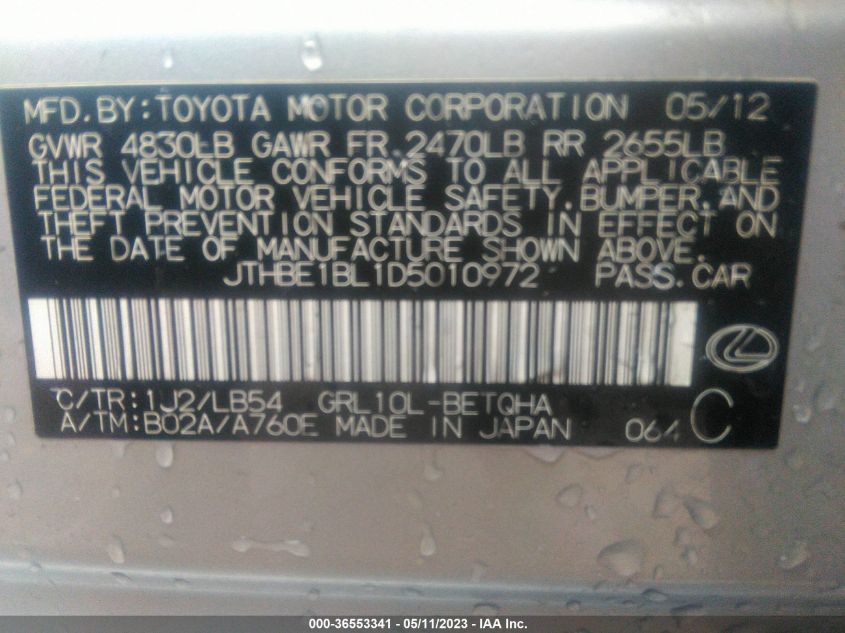 MFD.BY:TOYOTA MOTOR CORPORATION 05/12
GVWR 4830LB GAWR FR 2470LB RR 2655LB
THIS VEHICLE CONFORMS TO ALL APPLICABLE
FEDERAL MOTOR VEHICLE SAFETY,BUMPER,AND
THEFT PREVENTION STANDARDS IN EFFECT ON
THE DATE OF MANUFACTURE SHOWN ABOVE.
JTHBE1BL1D5010972 PASS.CAR
C/TR:1J2/LB54 GRL10L-BETQHA
A/TM:B02A/A760E MADE IN JAPAN 064 C
000-36553341 - 05/11/2023 - IAA Inc.